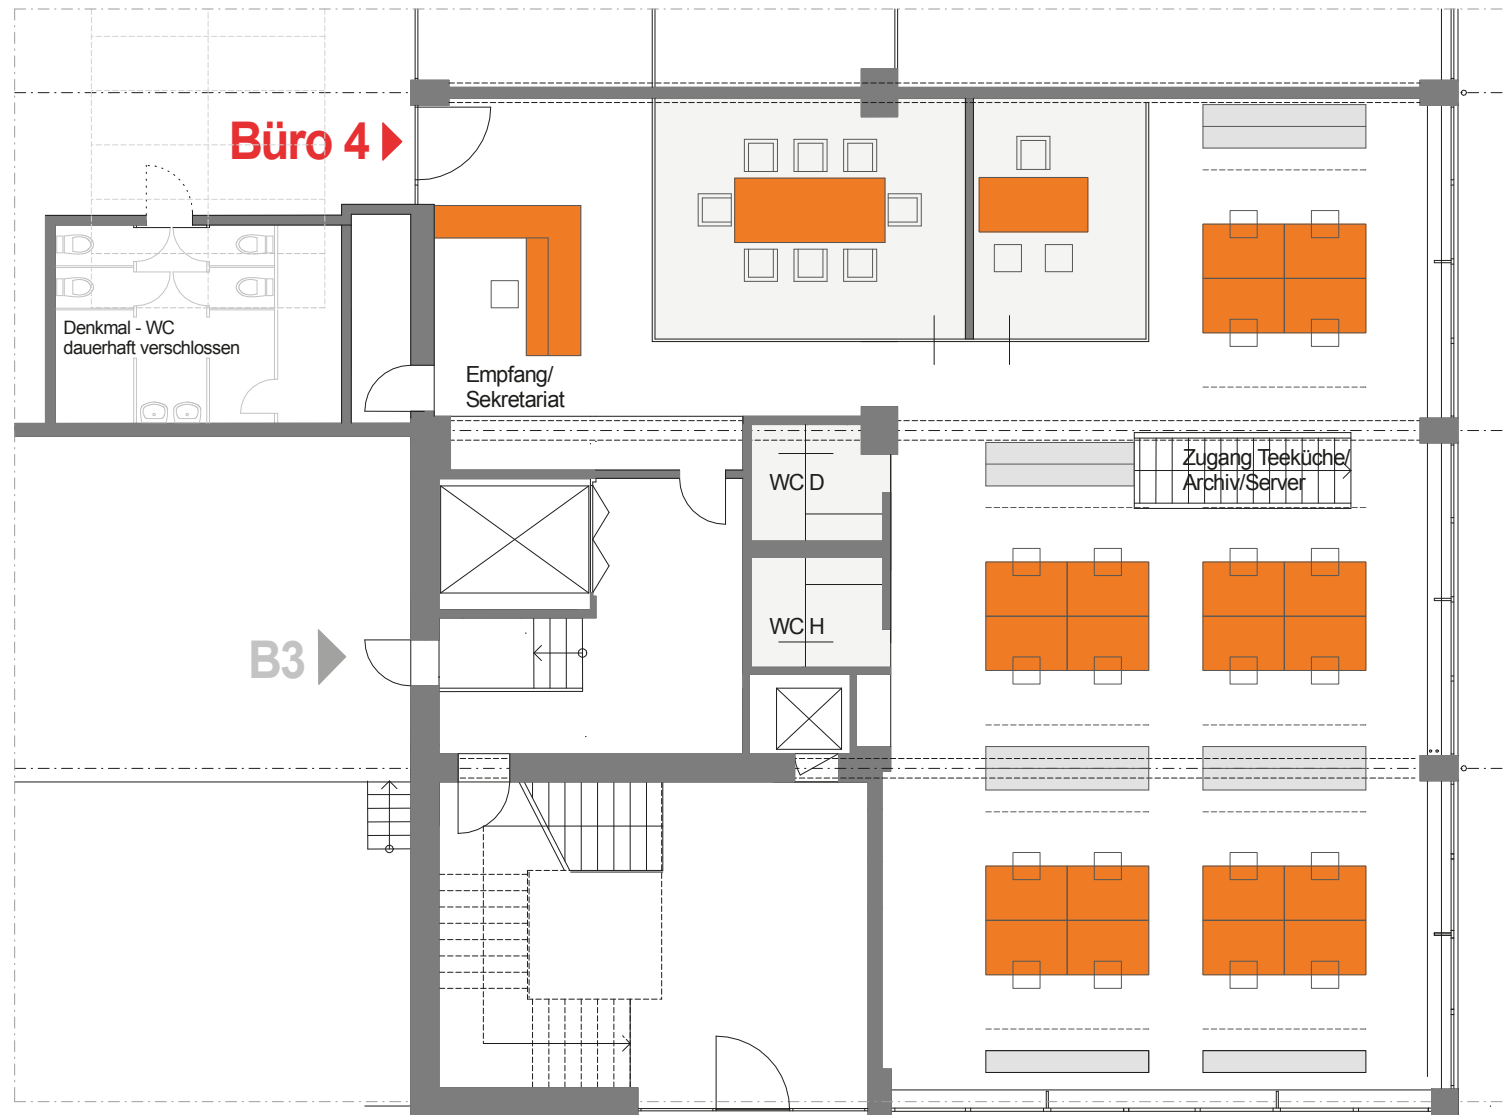 Büro 4
Denkmal - WC
dauerhaft verschlossen
Empfang/
Sekretariat
WC D
Zugang Teeküche/
Archiv/Server
WC H
B3